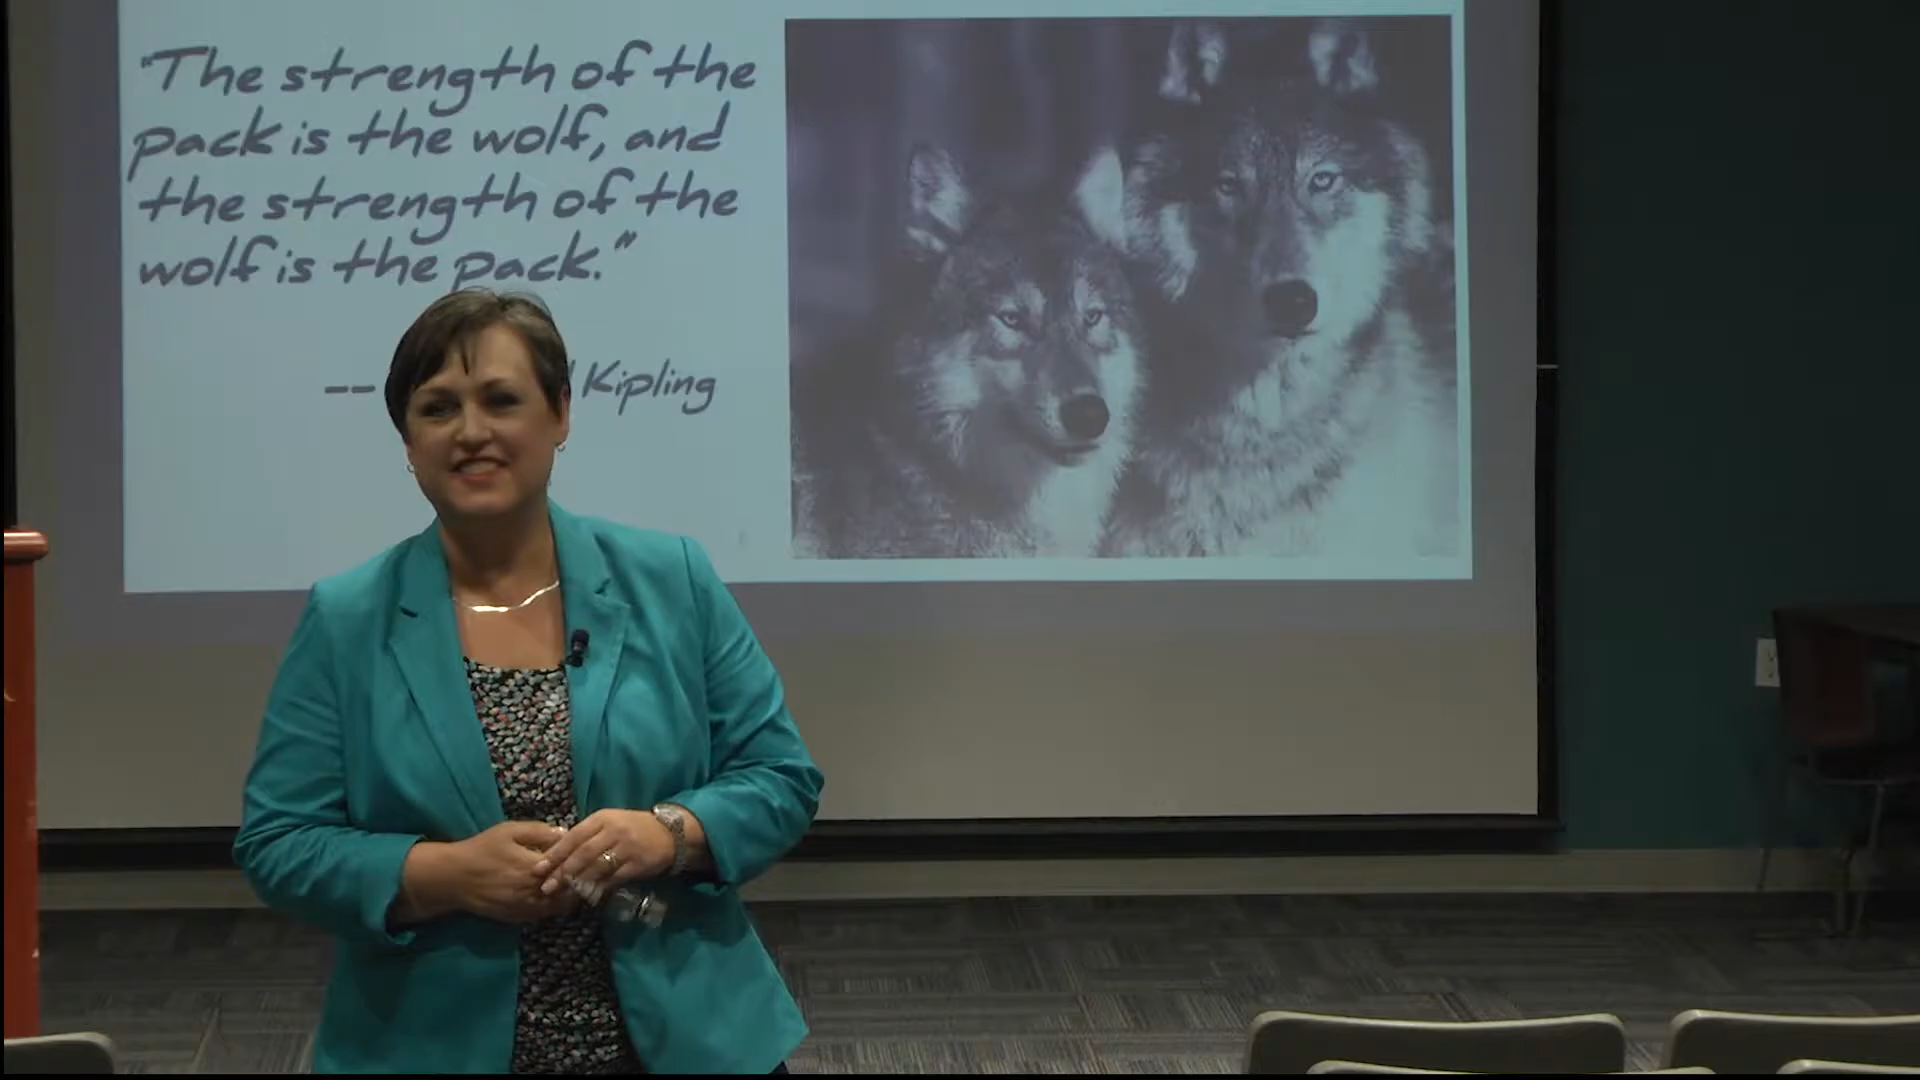 "The strength of the
pack is the wolf, and
the strength of the
wolf is the pack."
-- Kipling